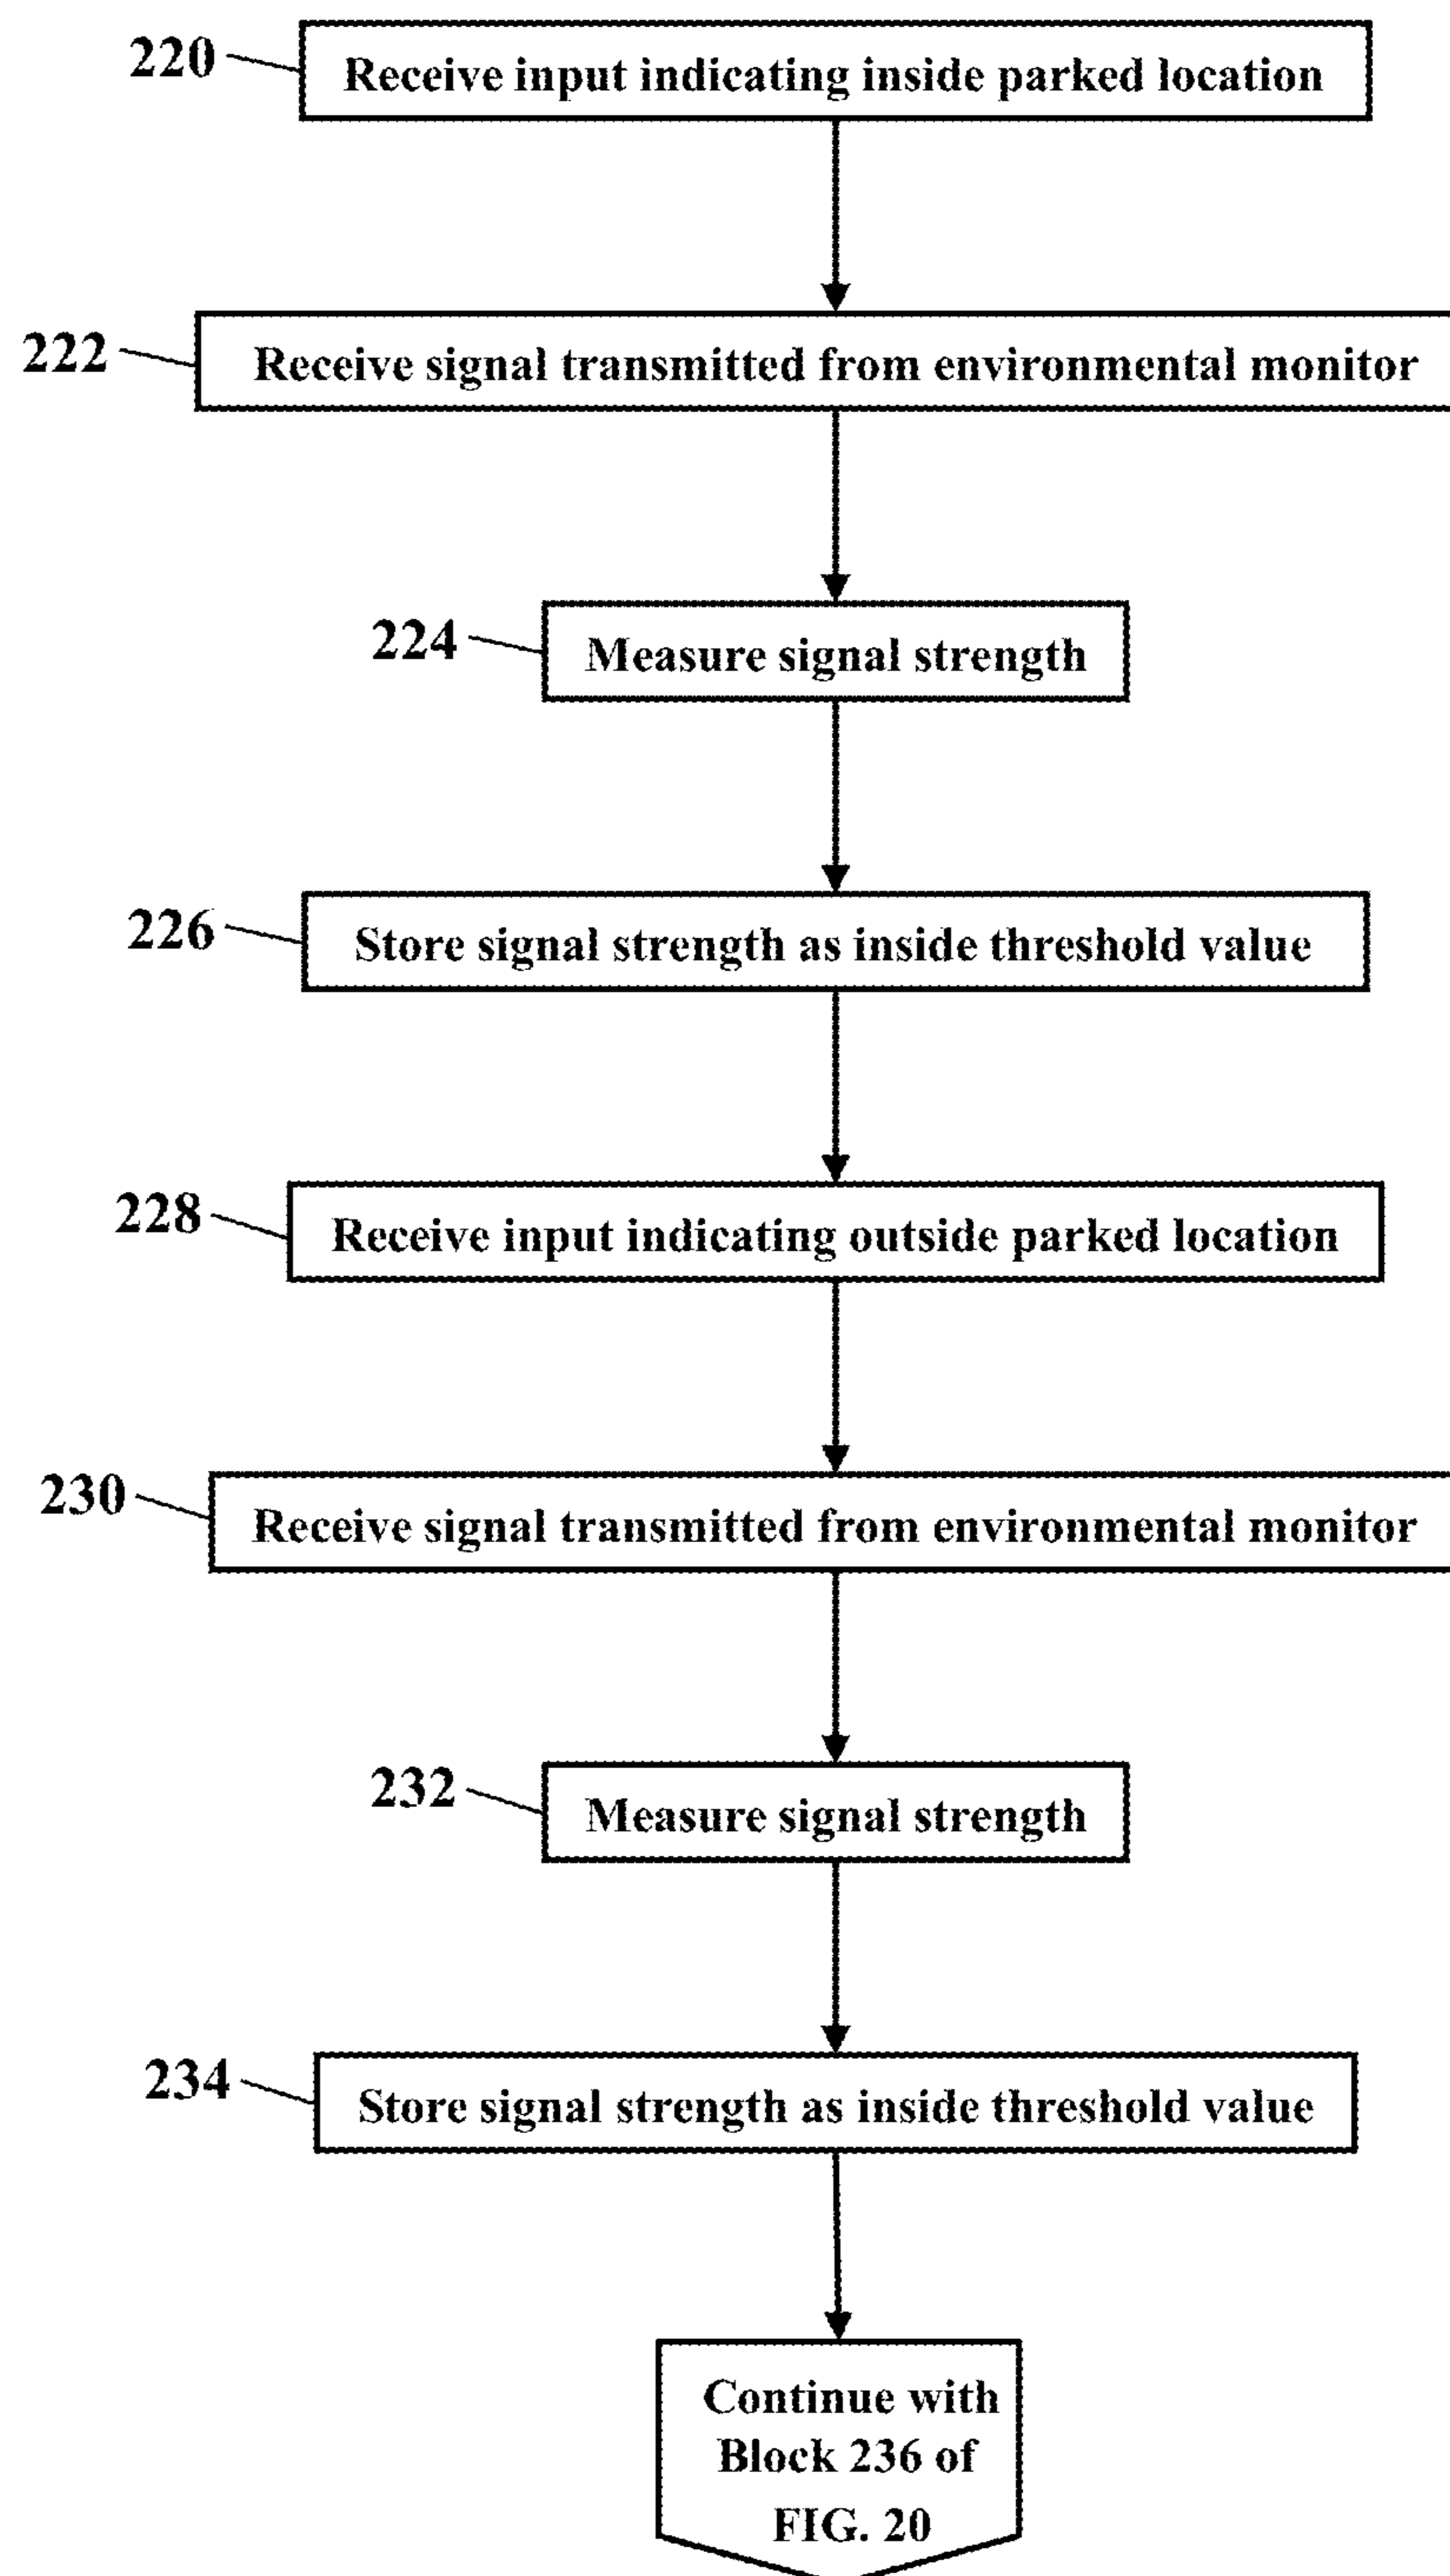 220
Receive input indicating inside parked location
222
Receive signal transmitted from environmental monitor
224
Measure signal strength
226
Store signal strength as inside threshold value
228
Receive input indicating outside parked location
230
Receive signal transmitted from environmental monitor
232
Measure signal strength
234
Store signal strength as inside threshold value
Continue with
Block 236 of
FIG. 20